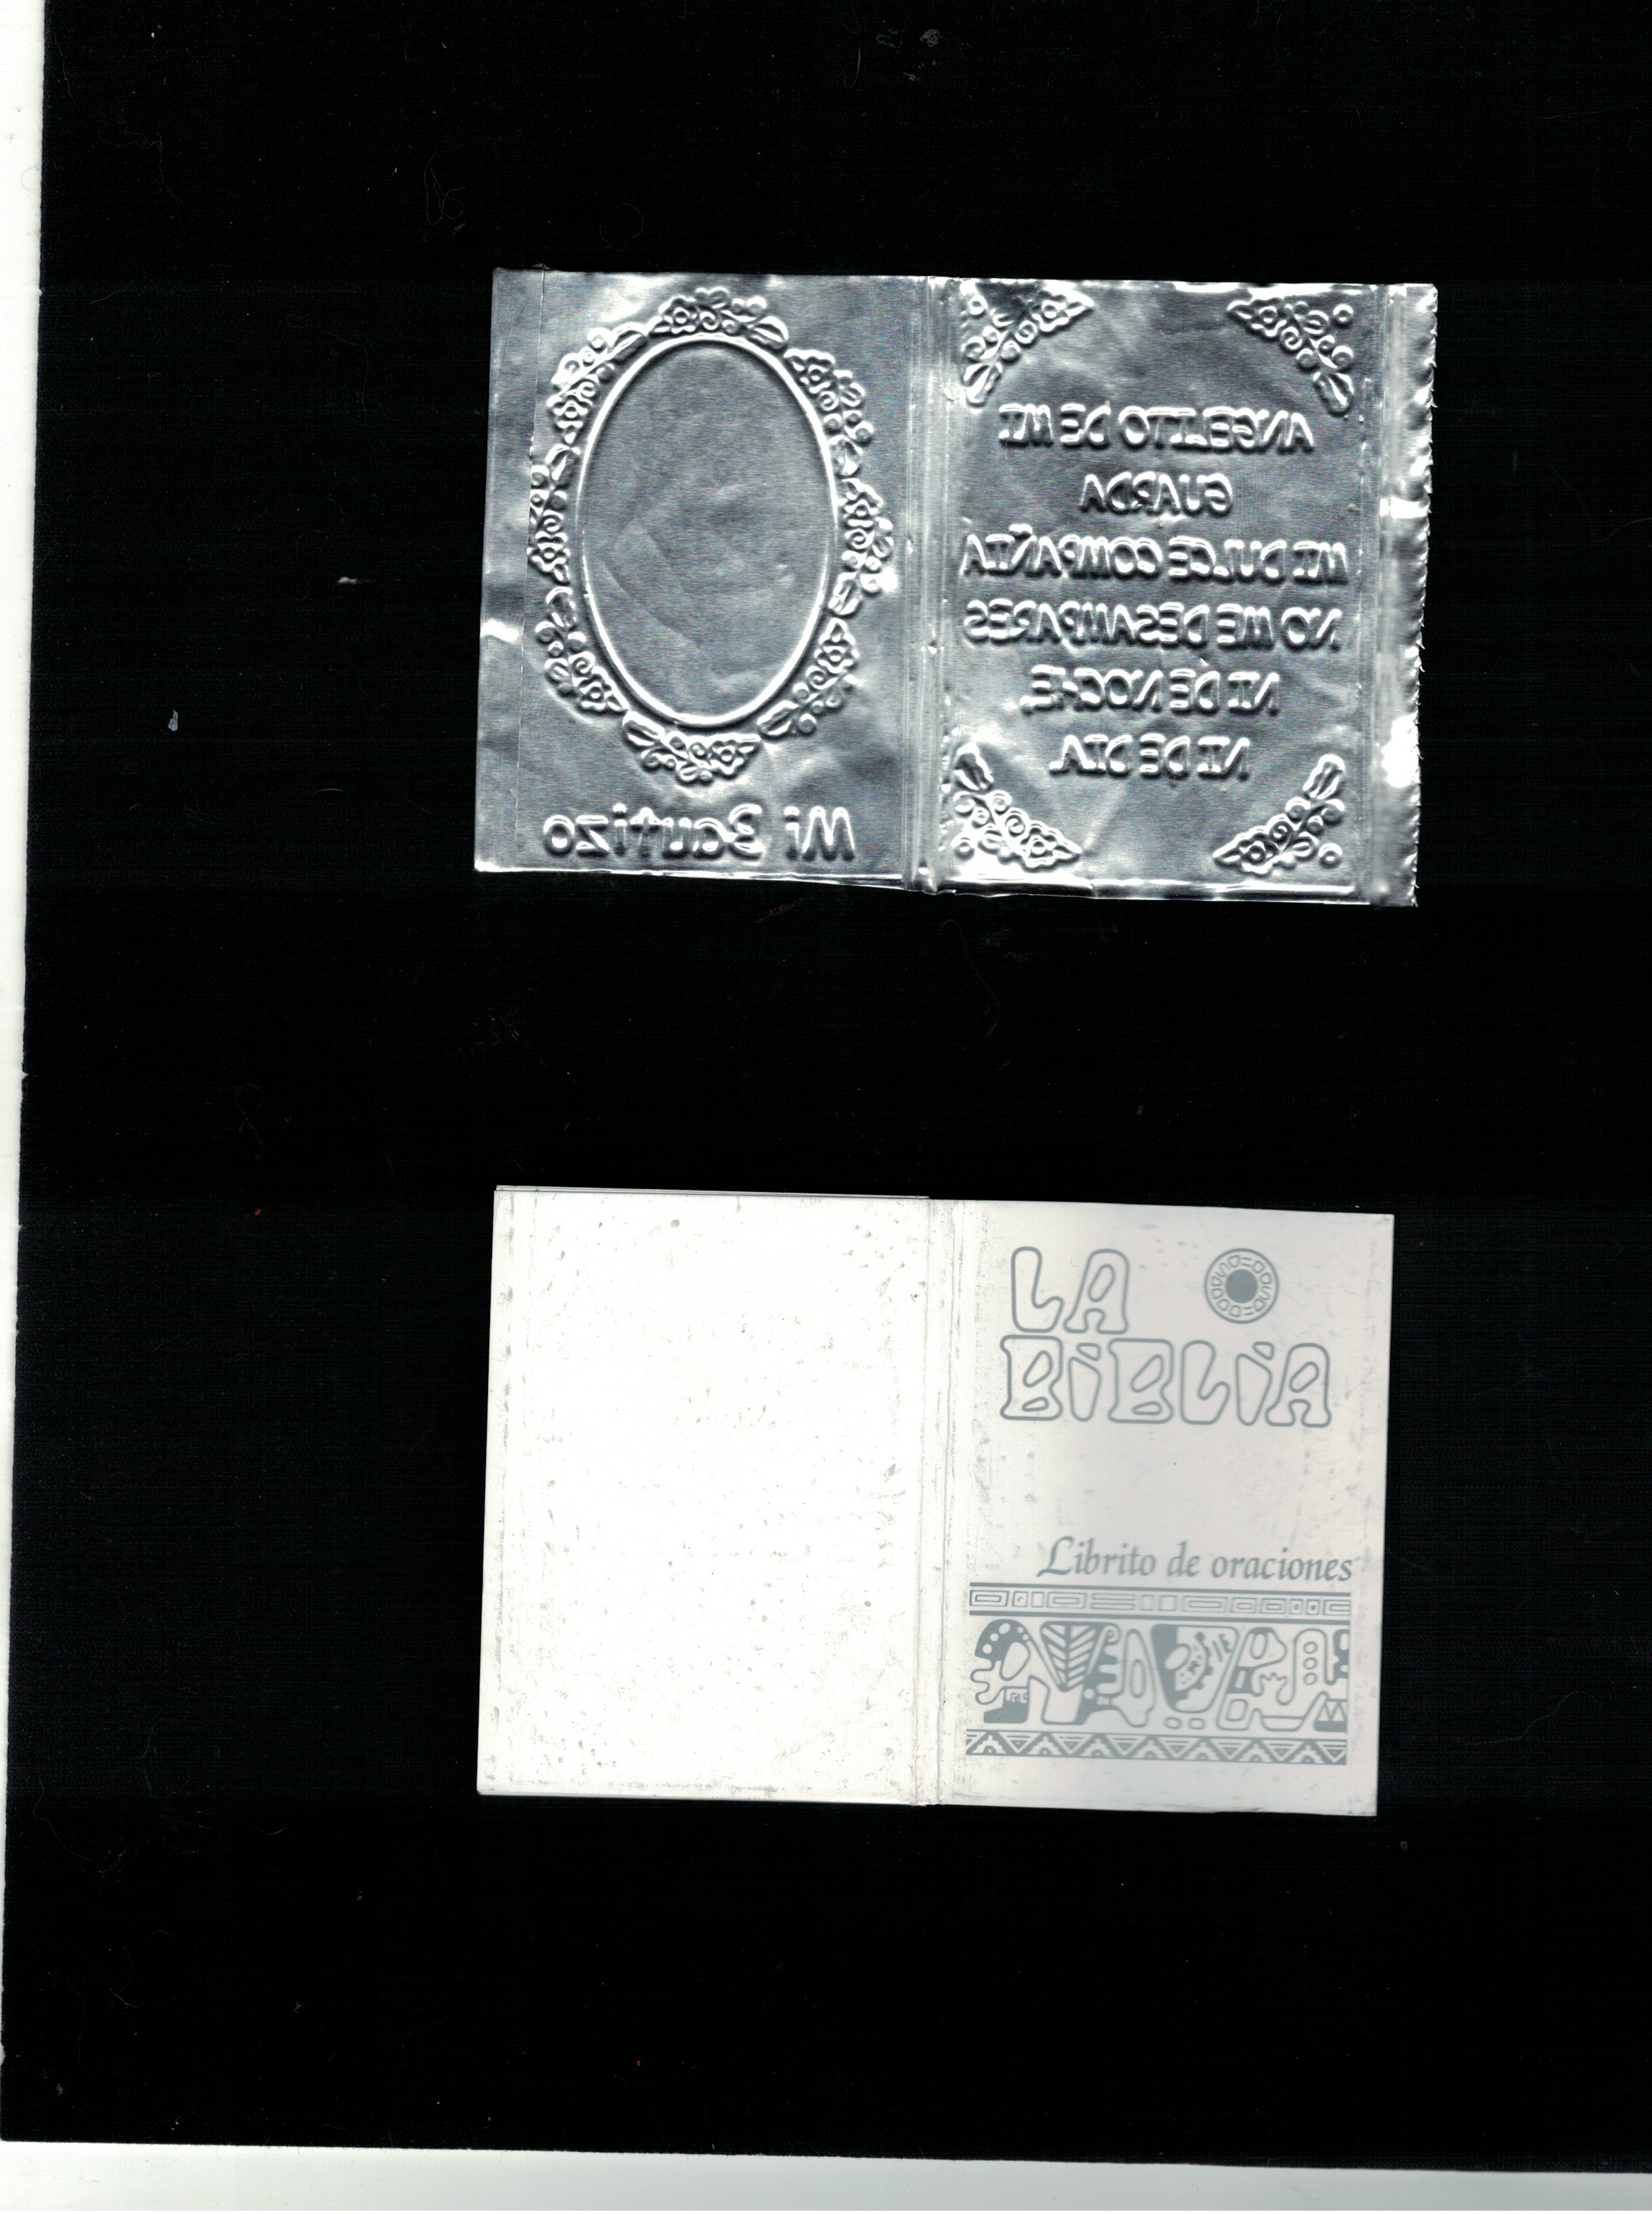 ANGELITO DE MI
GUARDA
MI DULCE COMPAÑIA
NO ME DESAMPARES
NI DE NOCHE
NI DE DIA
Mi Bautizo
LA
BIBLIA
Librito de oraciones